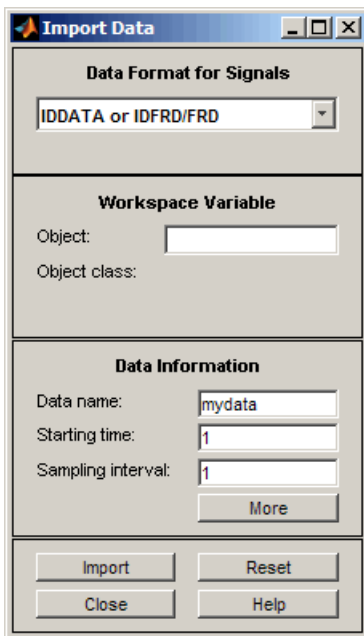 Import Data
Data Format for Signals
IDDATA or IDFRD/FRD
Workspace Variable
Object:
Object class:
Data Information
Data name: mydata
Starting time: 1
Sampling interval: 1
More
Import Reset
Close Help